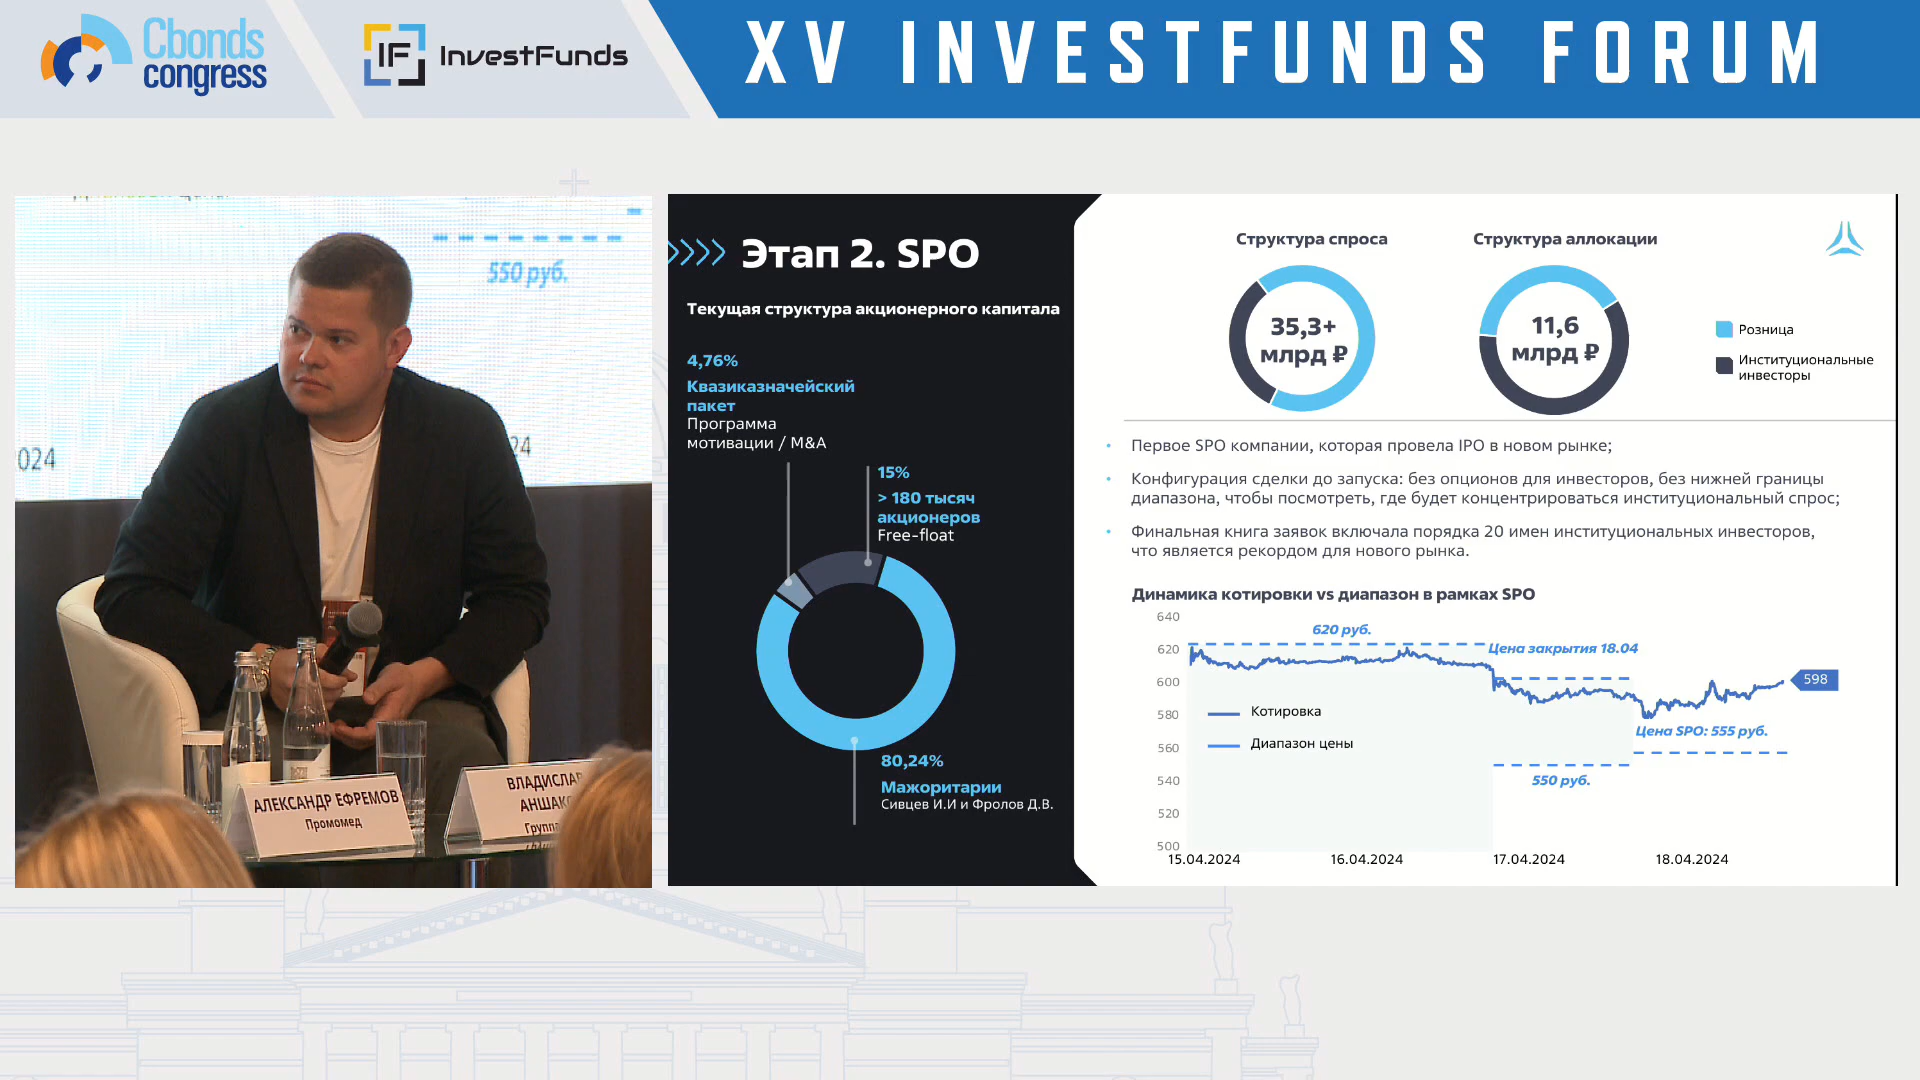 Cbonds
congress
IF InvestFunds
XV INVESTFUNDS FORUM
550 руб.
024
24
АЛЕКСАНДР ЕФРЕМОВ
Промомед
ВЛАДИСЛАВ
Этап 2. SPO
Текущая структура акционерного капитала
4,76%
Квазиказначейский
пакет
Программа
мотивации / M&A
15%
> 180 тысяч
акционеров
Free-float
80,24%
Мажоритарии
Сивцев И.И и Фролов Д.В.
Структура спроса
Структура аллокации
35,3+
млрд ₽
11,6
млрд ₽
Розница
Институциональные
инвесторы
• Первое SPO компании, которая провела IPO в новом рынке;
• Конфигурация сделки до запуска: без опционов для инвесторов, без нижней границы
диапазона, чтобы посмотреть, где будет концентрироваться институциональный спрос;
• Финальная книга заявок включала порядка 20 имен институциональных инвесторов,
что является рекордом для нового рынка.
Динамика котировки vs диапазон в рамках SPO
640
620
600
580
560
540
520
500
620 руб.
Цена закрытия 18.04
598
Котировка
Диапазон цены
Цена SPO: 555 руб.
550 руб.
15.04.2024
16.04.2024
17.04.2024
18.04.2024